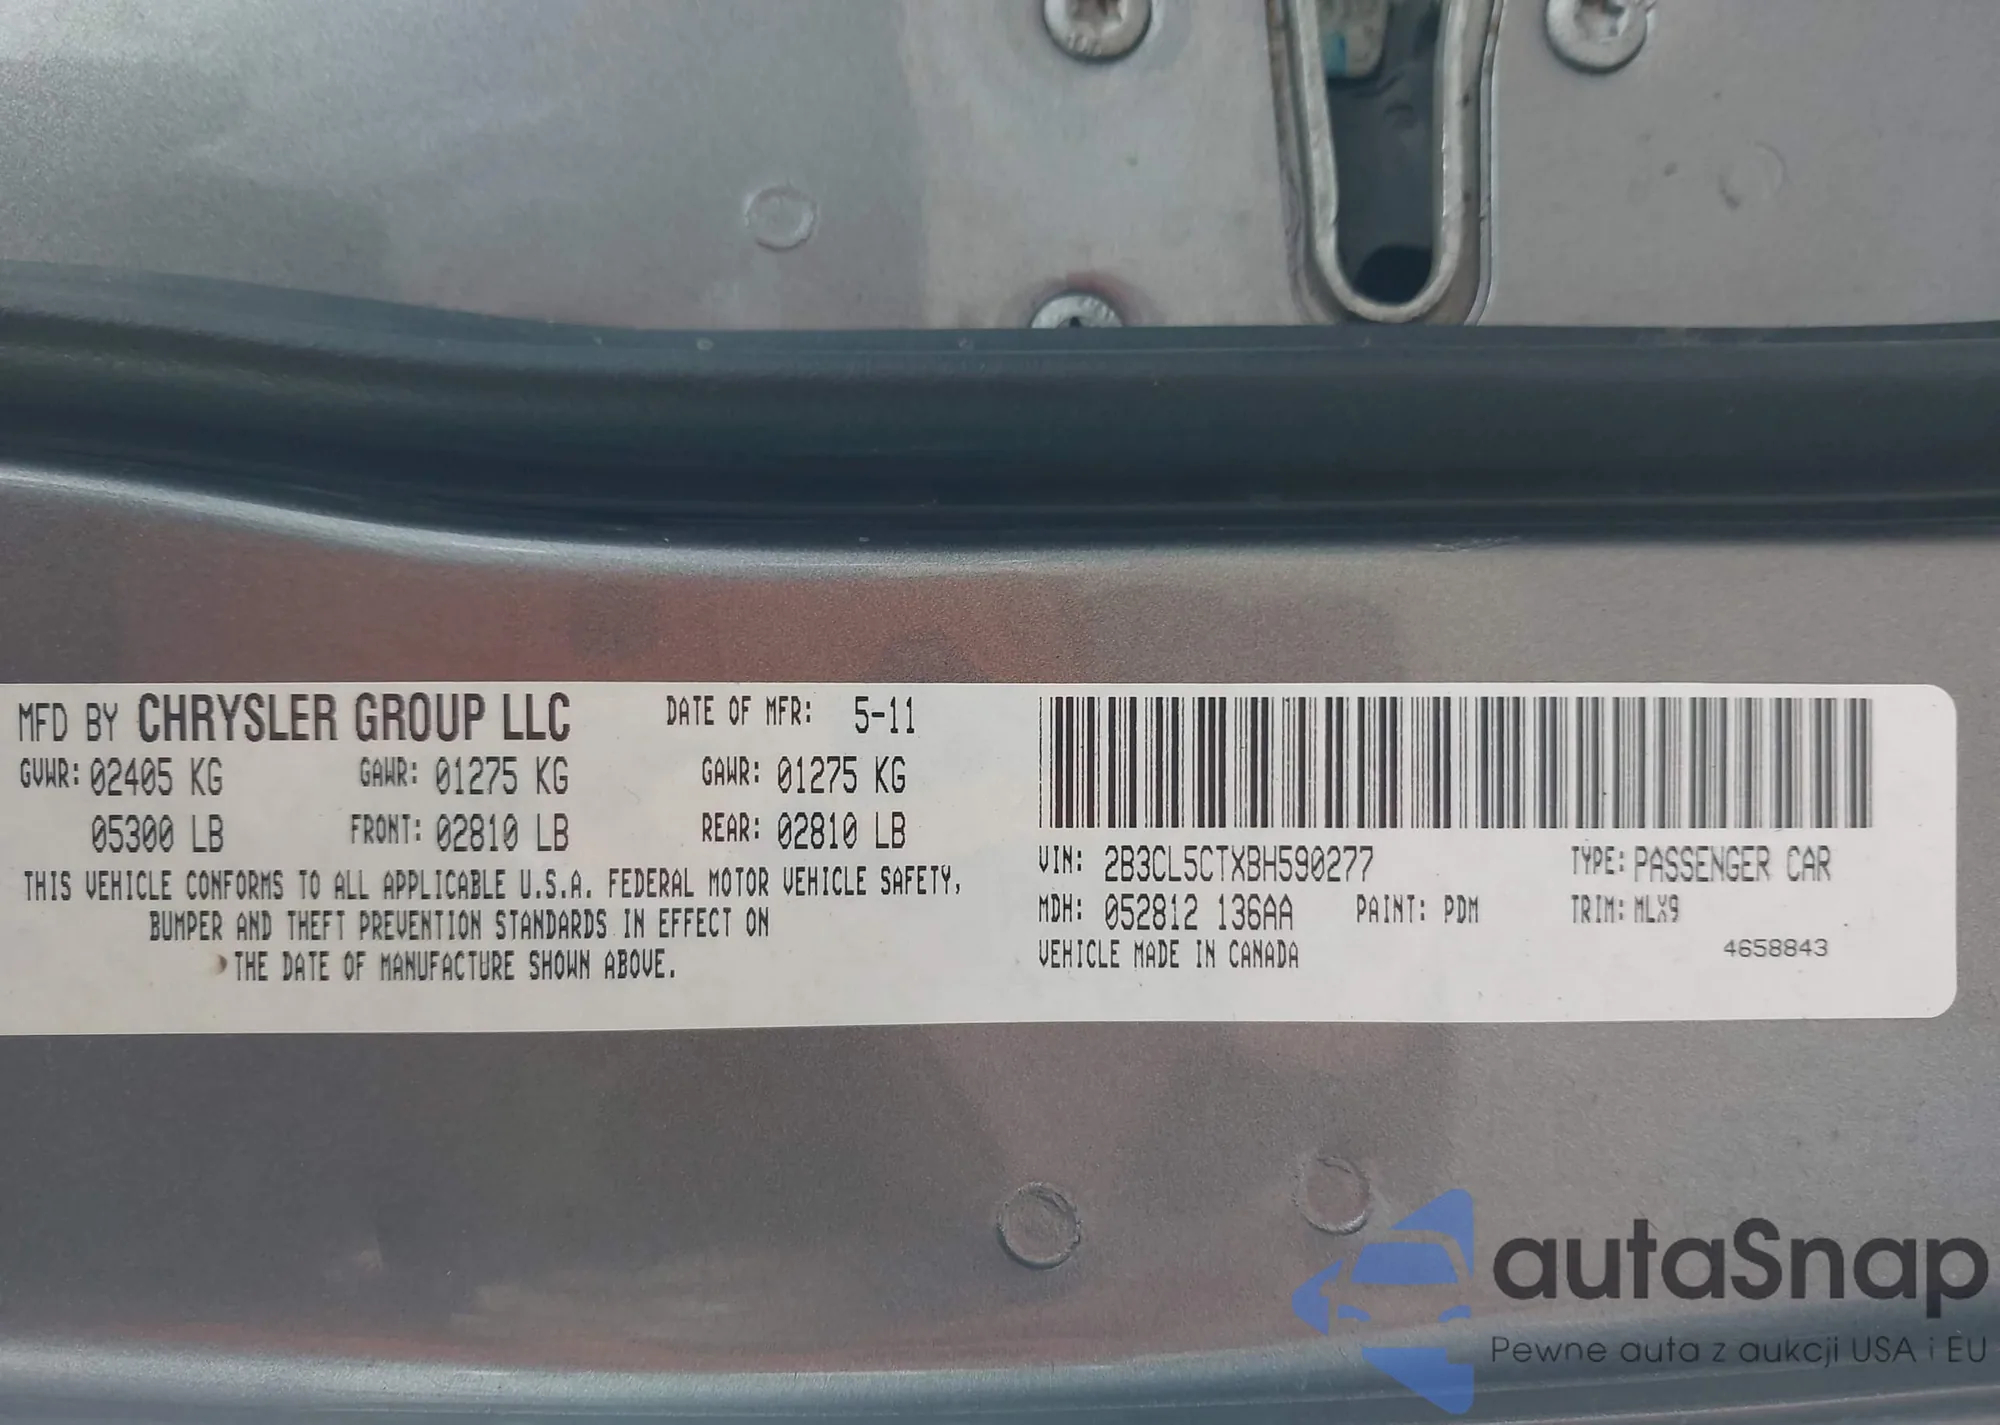 MFD BY CHRYSLER GROUP LLC DATE OF MFR: 5-11
GVWR: 02405 KG GAWR: 01275 KG GAWR: 01275 KG
05300 LB FRONT: 02810 LB REAR: 02810 LB
THIS VEHICLE CONFORMS TO ALL APPLICABLE U.S.A. FEDERAL MOTOR VEHICLE SAFETY,
BUMPER AND THEFT PREVENTION STANDARDS IN EFFECT ON
THE DATE OF MANUFACTURE SHOWN ABOVE.
VIN: 2B3CL5CTXBH590277 TYPE: PASSENGER CAR
MDH: 052812 136AA PAINT: PDM TRIM: MLX9
VEHICLE MADE IN CANADA
4658843
autaSnap
Pewne auta z aukcji USA i EU